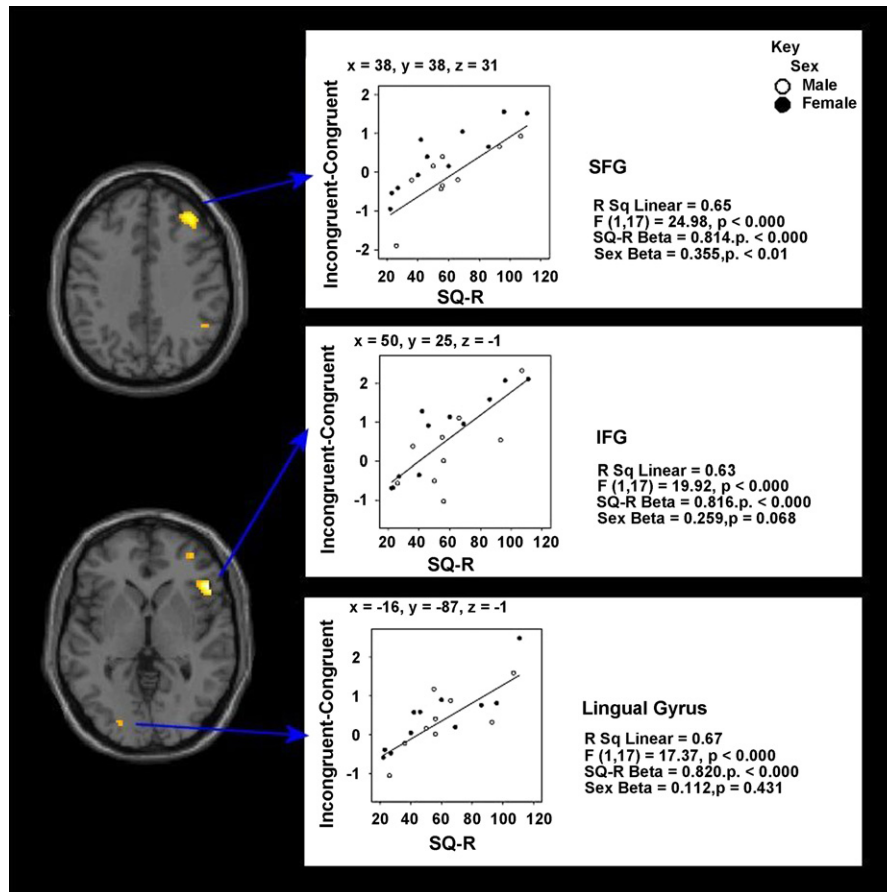 Key
Sex
Male
Female
x = 38, y = 38, z = 31
Incongruent-Congruent
2
1
0
-1
-2
20 40 60 80 100 120
SQ-R
SFG
R Sq Linear = 0.65
F (1,17) = 24.98, p < 0.000
SQ-R Beta = 0.814.p. < 0.000
Sex Beta = 0.355,p. < 0.01
x = 50, y = 25, z = -1
Incongruent-Congruent
2
1
0
-1
20 40 60 80 100 120
SQ-R
IFG
R Sq Linear = 0.63
F (1,17) = 19.92, p < 0.000
SQ-R Beta = 0.816.p. < 0.000
Sex Beta = 0.259,p = 0.068
x = -16, y = -87, z = -1
Incongruent-Congruent
2
1
0
-1
20 40 60 80 100 120
SQ-R
Lingual Gyrus
R Sq Linear = 0.67
F (1,17) = 17.37, p < 0.000
SQ-R Beta = 0.820.p. < 0.000
Sex Beta = 0.112,p = 0.431